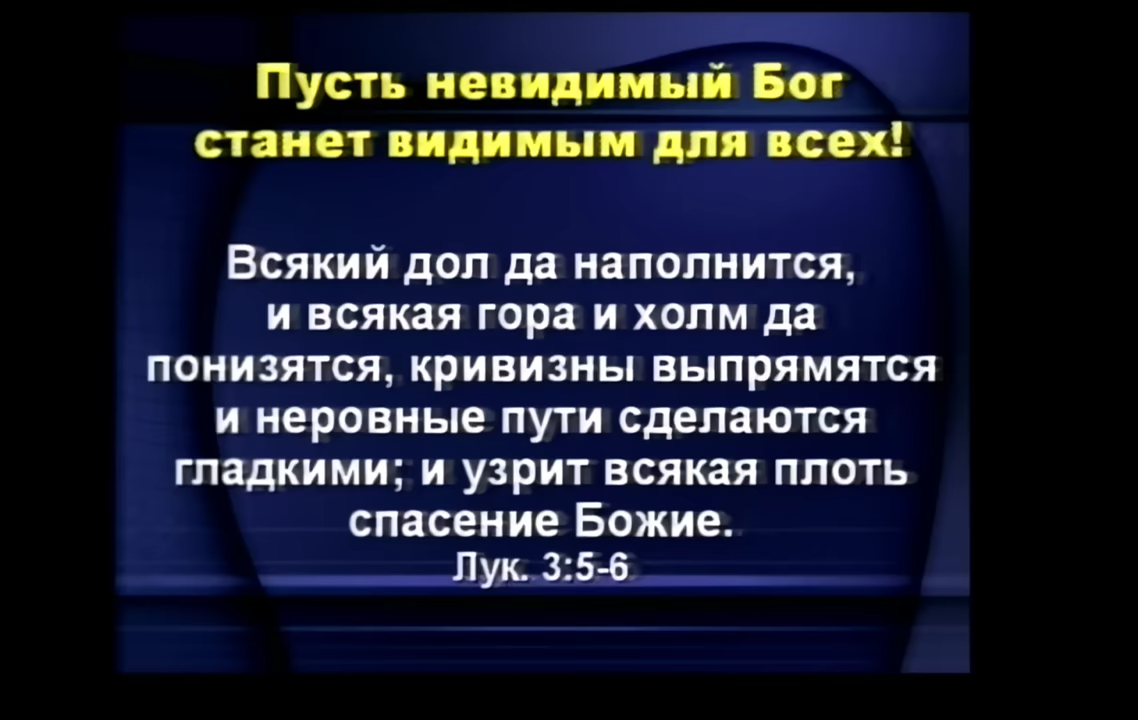 Пусть невидимый Бог
станет видимым для всех!
Всякий дол да наполнится,
и всякая гора и холм да
понизятся, кривизны выпрямятся
и неровные пути сделаются
гладкими; и узрит всякая плоть
спасение Божие.
Лук. 3:5-6